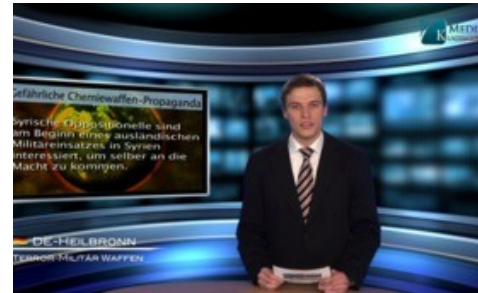 MEDI
K
Gefährliche Chemiewaffen-Propaganda
Syrische Oppositionelle sind
am Beginn eines ausländischen
Militäreinsatzes in Syrien
interessiert, um selber an die
Macht zu kommen.
DE-HEILBRONN
TERROR MILITÄR WAFFEN